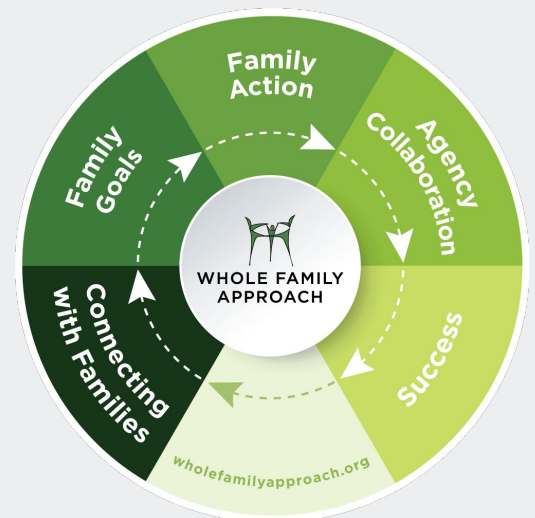 Family
Action
Agency
Collaboration
Success
wholefamilyapproach.org
Connecting
with Families
Family
Goals
WHOLE FAMILY
APPROACH